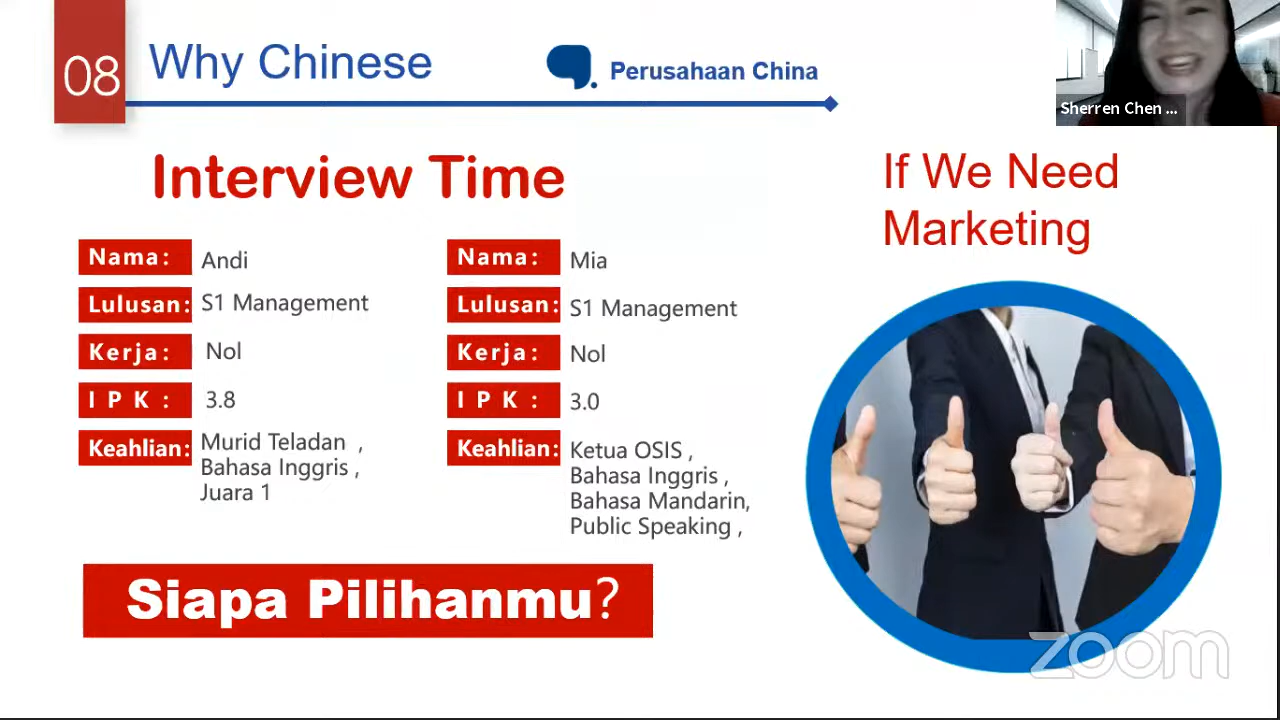 08
Why Chinese
Perusahaan China
Sherren Chen ...
Interview Time
If We Need
Marketing
Nama: Andi
Lulusan: S1 Management
Kerja: Nol
IPK: 3.8
Keahlian: Murid Teladan ,
Bahasa Inggris ,
Juara 1
Nama: Mia
Lulusan: S1 Management
Kerja: Nol
IPK: 3.0
Keahlian: Ketua OSIS ,
Bahasa Inggris ,
Bahasa Mandarin,
Public Speaking ,
Siapa Pilihanmu?
zoom